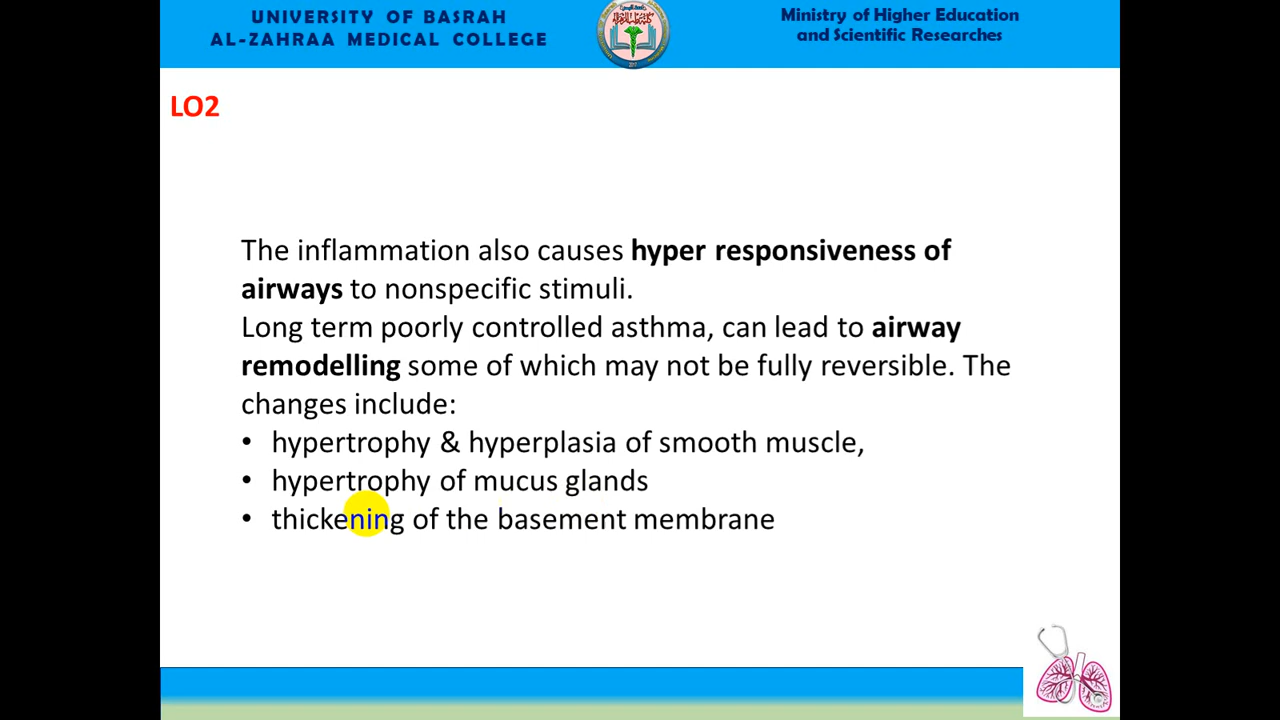 UNIVERSITY OF BASRAH
AL-ZAHRAA MEDICAL COLLEGE
Ministry of Higher Education
and Scientific Researches
LO2
The inflammation also causes hyper responsiveness of
airways to nonspecific stimuli.
Long term poorly controlled asthma, can lead to airway
remodelling some of which may not be fully reversible. The
changes include:
• hypertrophy & hyperplasia of smooth muscle,
• hypertrophy of mucus glands
• thickening of the basement membrane